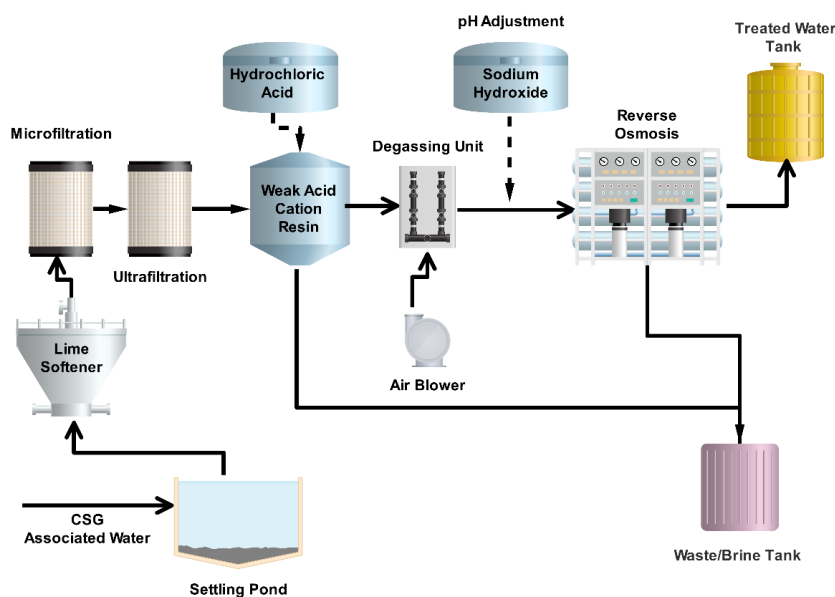 pH Adjustment
Treated Water
Tank
Hydrochloric
Acid
Sodium
Hydroxide
Reverse
Osmosis
Microfiltration
Degassing Unit
Weak Acid
Cation
Resin
Ultrafiltration
Lime
Softener
Air Blower
CSG
Associated Water
Waste/Brine Tank
Settling Pond